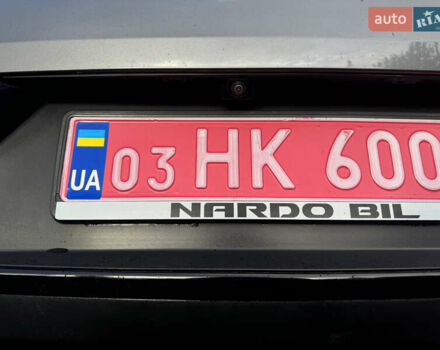 auto RIA
UA 03 HK 600
NARDO BIL